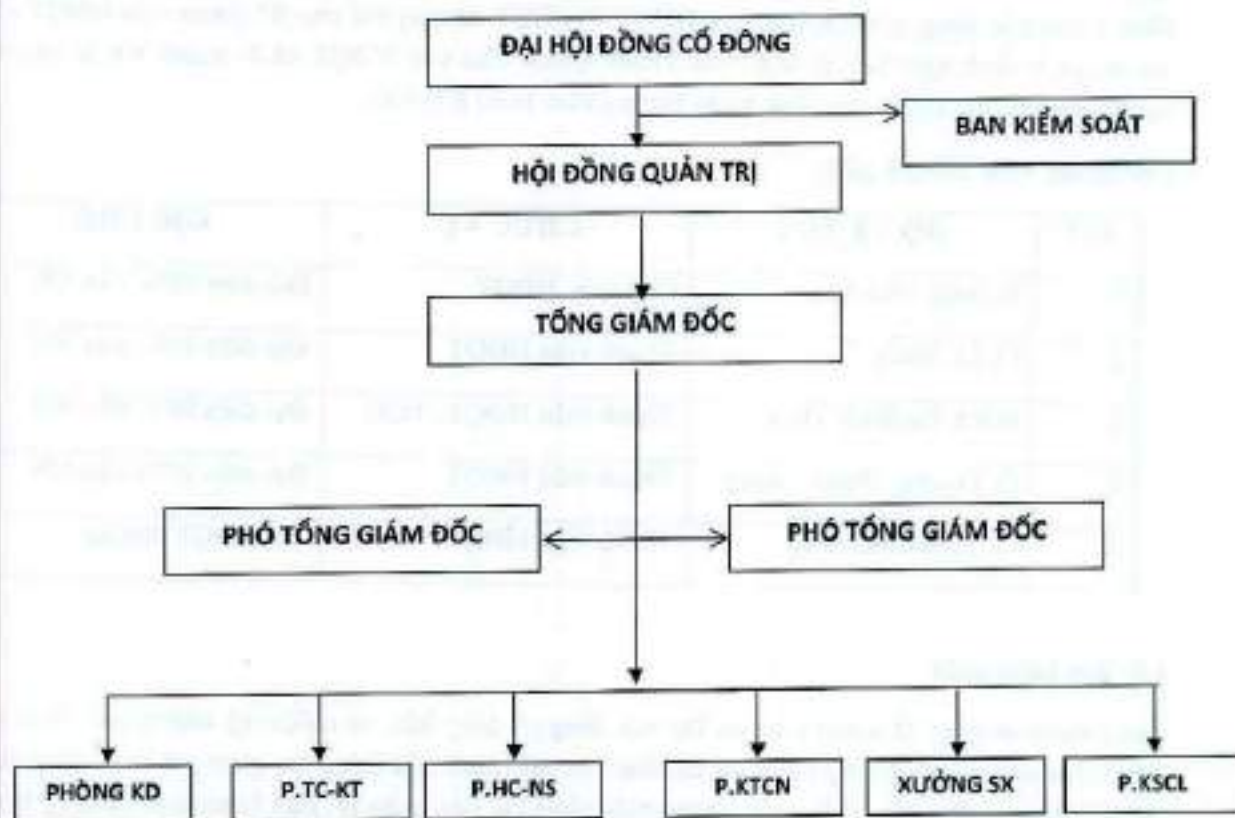 ĐẠI HỘI ĐỒNG CỔ ĐÔNG
BAN KIỂM SOÁT
HỘI ĐỒNG QUẢN TRỊ
TỔNG GIÁM ĐỐC
PHÓ TỔNG GIÁM ĐỐC
PHÓ TỔNG GIÁM ĐỐC
PHÒNG KD
P.TC-KT
P.HC-NS
P.KTCN
XƯỞNG SX
P.KSCL